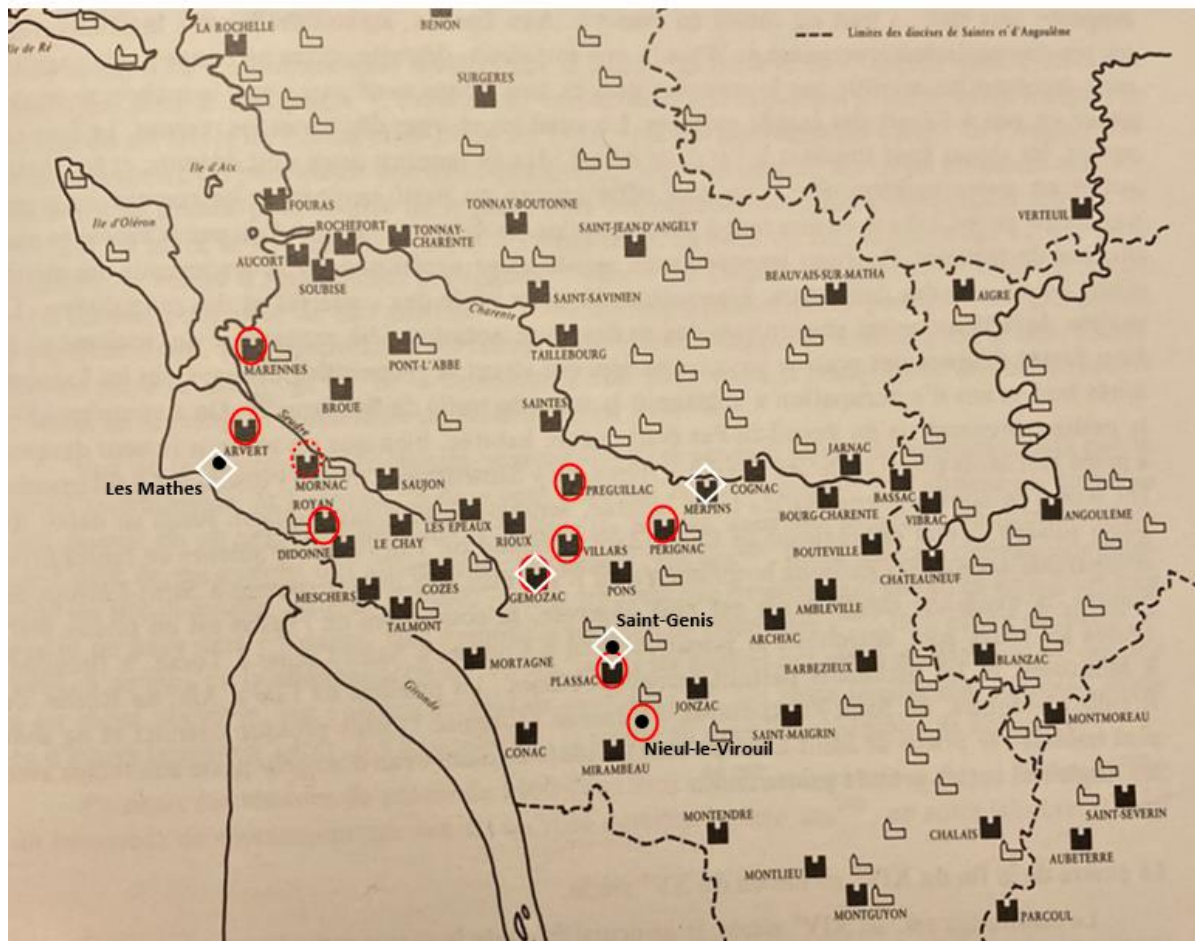 BENON
LA ROCHELLE
Ile de Ré
Limites des diocèses de Saintes et d'Angoulême
SURGERES
Ile d'Aix
FOURAS
Ile d'Oléron
ROCHEFORT
TONNAY-
CHARENTE
TONNAY-BOUTONNE
SAINT-JEAN-D'ANGELY
VERTEUIL
AUCORT
SOUBISE
BEAUVAIS-SUR-MATHA
AIGRE
SAINT-SAVINIEN
Charente
TAILLEBOURG
MARENNES
PONT-L'ABBE
BROUE
SAINTES
Seudre
ARVERT
Les Mathes
MORNAC
SAUJON
PREGUILLAC
MERPINS
COGNAC
JARNAC
BASSAC
ROYAN
LES EPEAUX
BOURG-CHARENTE
VIBRAC
ANGOULEME
DIDONNE
LE CHAY
RIOUX
VILLARS
PERIGNAC
BOUTEVILLE
CHATEAUNEUF
MESCHERS
COZES
GEMOZAC
PONS
AMBLEVILLE
TALMONT
Saint-Genis
ARCHIAC
MORTAGNE
PLASSAC
BARBEZIEUX
BLANZAC
Gironde
JONZAC
SAINT-MAIGRIN
MONTMOREAU
CONAC
Nieul-le-Virouil
MIRAMBEAU
MONTENDRE
SAINT-SEVERIN
CHALAIS
AUBETERRE
MONTLIEU
MONTGUYON
PARCOUL